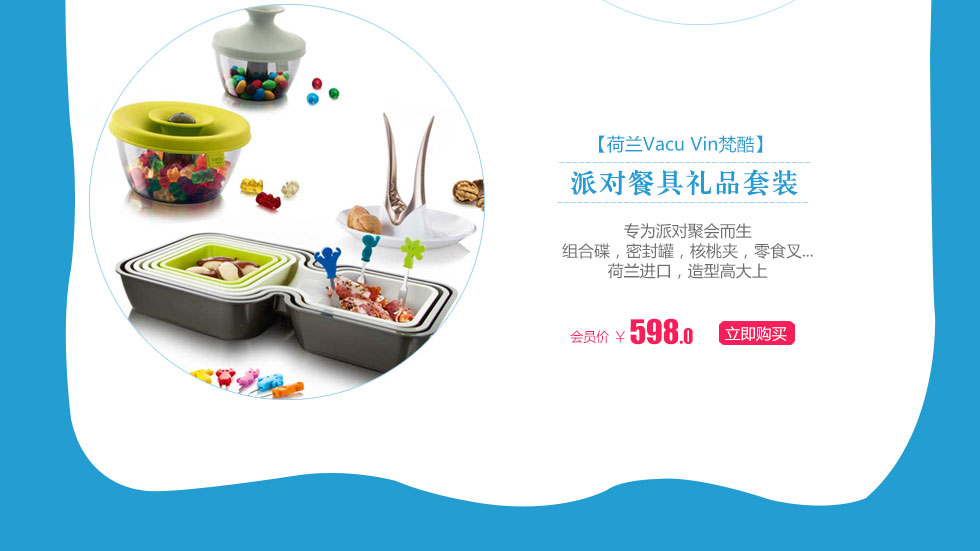 【荷兰Vacu Vin梵酷】
派对餐具礼品套装
专为派对聚会而生
组合碟，密封罐，核桃夹，零食叉...
荷兰进口，造型高大上
会员价 ￥598.0 立即购买